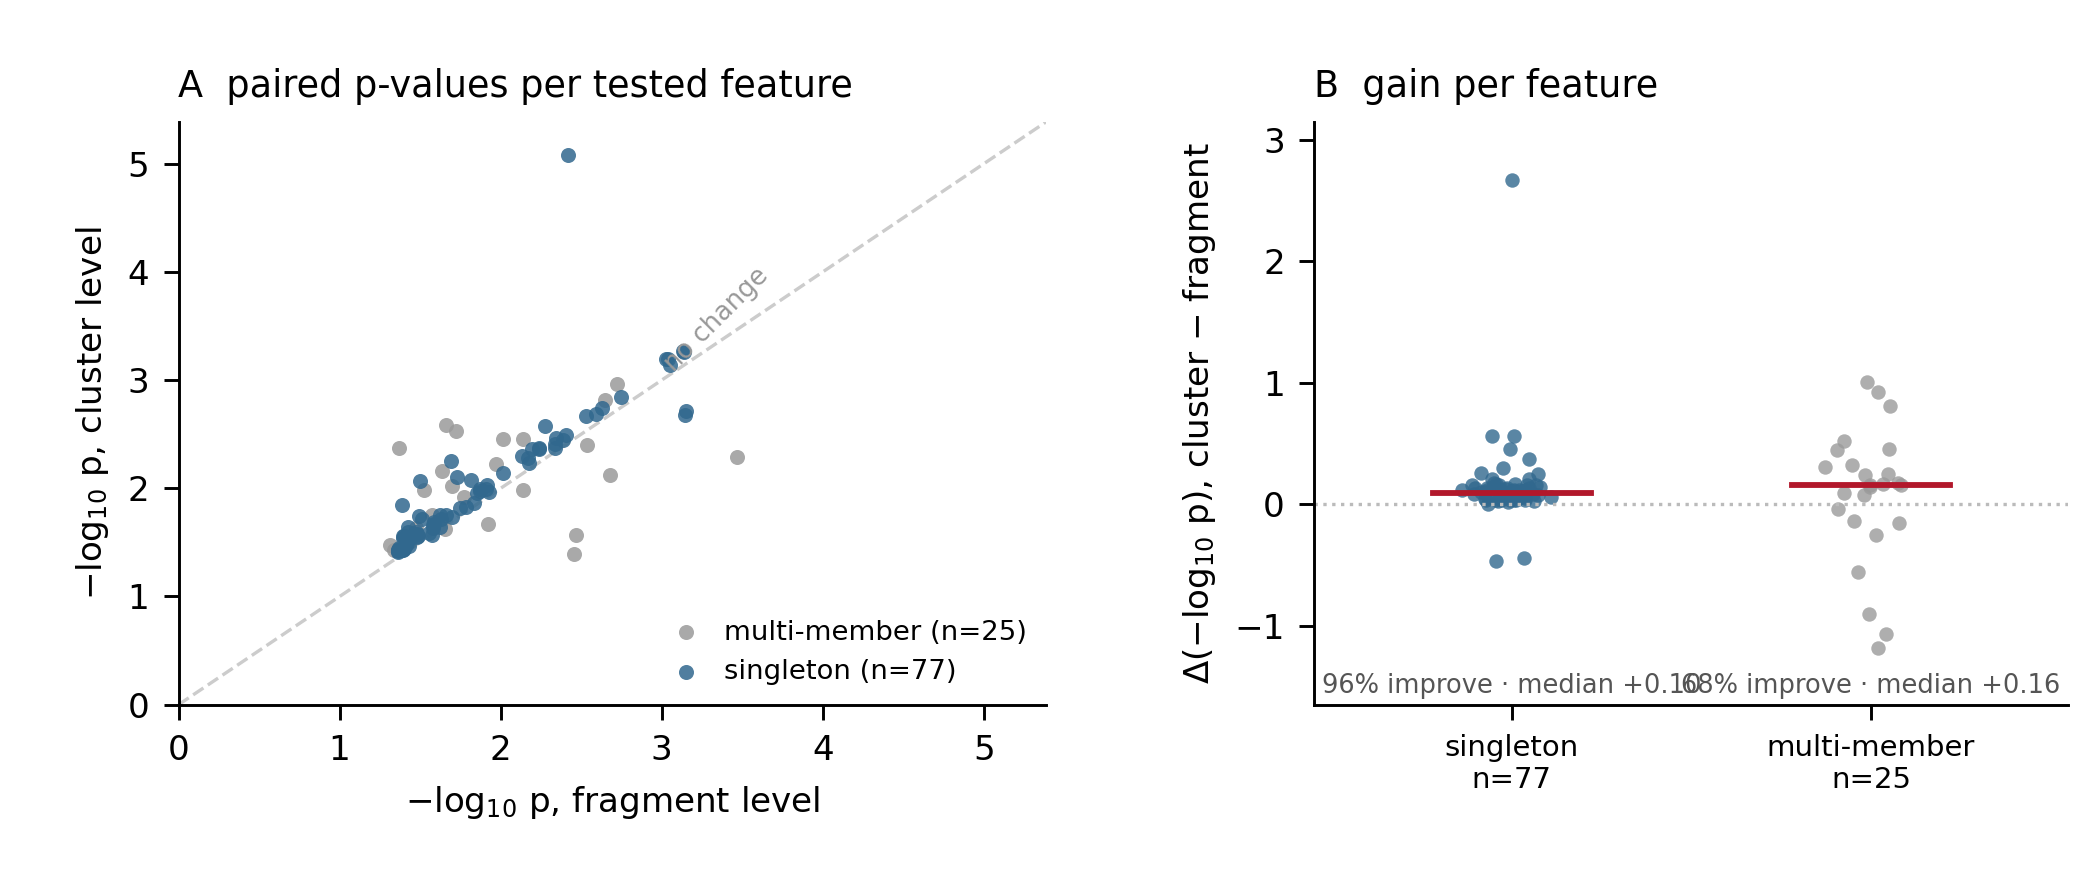 A paired p-values per tested feature
−log₁₀ p, cluster level
5
4
3
2
1
0
change
multi-member (n=25)
singleton (n=77)
0 1 2 3 4 5
−log₁₀ p, fragment level
B gain per feature
Δ(−log₁₀ p), cluster − fragment
3
2
1
0
−1
96% improve · median +0.10
68% improve · median +0.16
singleton
n=77
multi-member
n=25